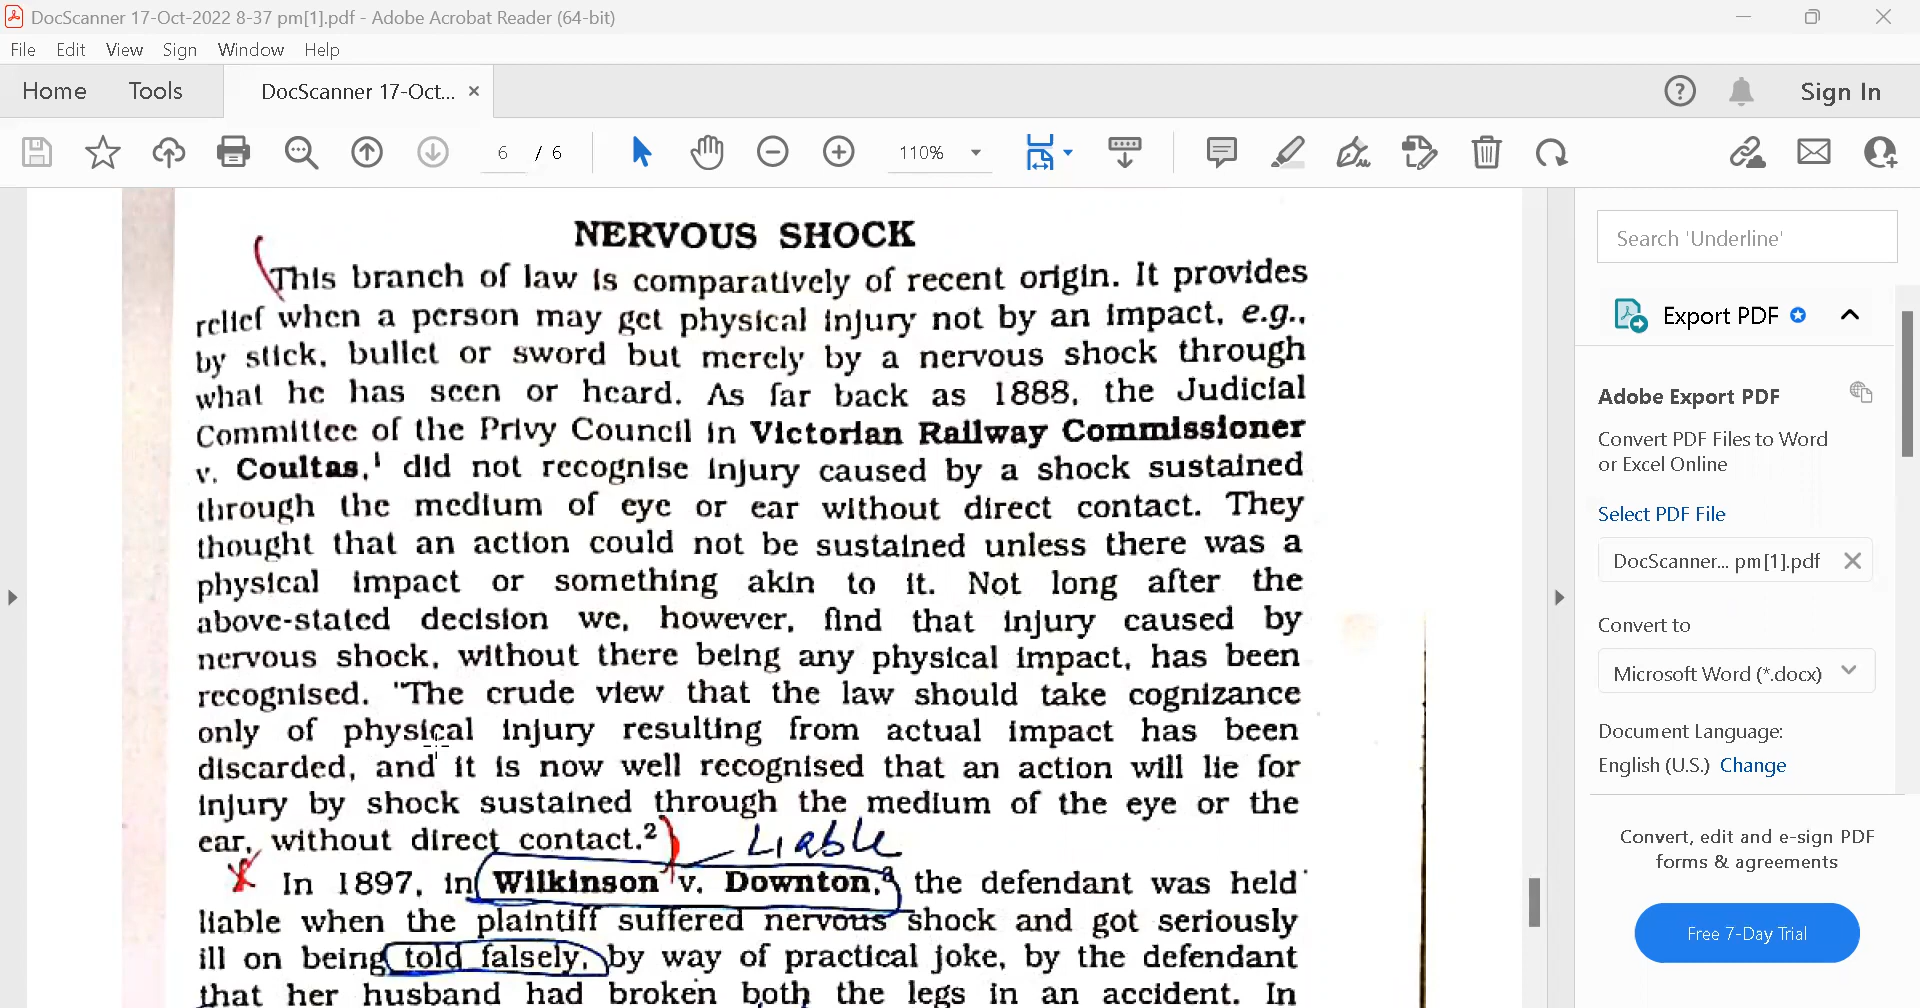 DocScanner 17-Oct-2022 8-37 pm[1].pdf - Adobe Acrobat Reader (64-bit)
File Edit View Sign Window Help
Home Tools DocScanner 17-Oct... × Sign In
6 / 6 110%
NERVOUS SHOCK
This branch of law is comparatively of recent origin. It provides
relief when a person may get physical injury not by an impact, e.g.,
by stick, bullet or sword but merely by a nervous shock through
what he has seen or heard. As far back as 1888, the Judicial
Committee of the Privy Council in Victorian Railway Commissioner
v. Coultas,¹ did not recognise injury caused by a shock sustained
through the medium of eye or ear without direct contact. They
thought that an action could not be sustained unless there was a
physical impact or something akin to it. Not long after the
above-stated decision we, however, find that injury caused by
nervous shock, without there being any physical impact, has been
recognised. "The crude view that the law should take cognizance
only of physical injury resulting from actual impact has been
discarded, and it is now well recognised that an action will lie for
injury by shock sustained through the medium of the eye or the
ear, without direct contact.²
Liable
In 1897, in Wilkinson v. Downton,³ the defendant was held
liable when the plaintiff suffered nervous shock and got seriously
ill on being told falsely, by way of practical joke, by the defendant
that her husband had broken both the legs in an accident. In
Search 'Underline'
Export PDF
Adobe Export PDF
Convert PDF Files to Word
or Excel Online
Select PDF File
DocScanner... pm[1].pdf
Convert to
Microsoft Word (*.docx)
Document Language:
English (U.S.) Change
Convert, edit and e-sign PDF
forms & agreements
Free 7-Day Trial